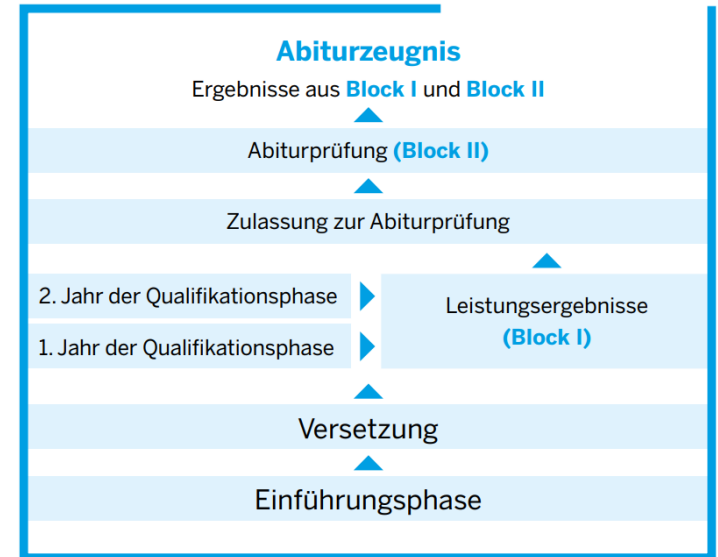 Abiturzeugnis
Ergebnisse aus Block I und Block II
Abiturprüfung (Block II)
Zulassung zur Abiturprüfung
2. Jahr der Qualifikationsphase
1. Jahr der Qualifikationsphase
Leistungsergebnisse
(Block I)
Versetzung
Einführungsphase